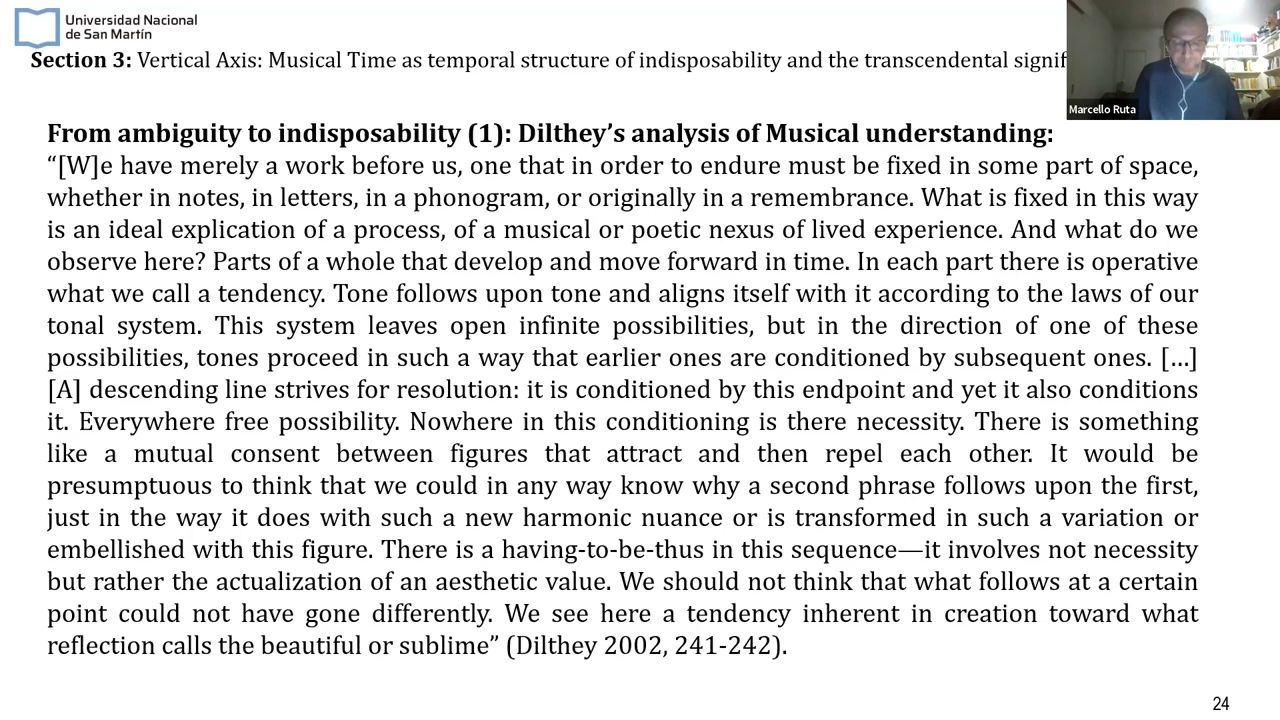 Universidad Nacional
de San Martín
Section 3: Vertical Axis: Musical Time as temporal structure of indisposability and the transcendental signif
Marcello Ruta
From ambiguity to indisposability (1): Dilthey’s analysis of Musical understanding:
“[W]e have merely a work before us, one that in order to endure must be fixed in some part of space,
whether in notes, in letters, in a phonogram, or originally in a remembrance. What is fixed in this way
is an ideal explication of a process, of a musical or poetic nexus of lived experience. And what do we
observe here? Parts of a whole that develop and move forward in time. In each part there is operative
what we call a tendency. Tone follows upon tone and aligns itself with it according to the laws of our
tonal system. This system leaves open infinite possibilities, but in the direction of one of these
possibilities, tones proceed in such a way that earlier ones are conditioned by subsequent ones. […]
[A] descending line strives for resolution: it is conditioned by this endpoint and yet it also conditions
it. Everywhere free possibility. Nowhere in this conditioning is there necessity. There is something
like a mutual consent between figures that attract and then repel each other. It would be
presumptuous to think that we could in any way know why a second phrase follows upon the first,
just in the way it does with such a new harmonic nuance or is transformed in such a variation or
embellished with this figure. There is a having-to-be-thus in this sequence—it involves not necessity
but rather the actualization of an aesthetic value. We should not think that what follows at a certain
point could not have gone differently. We see here a tendency inherent in creation toward what
reflection calls the beautiful or sublime” (Dilthey 2002, 241-242).
24